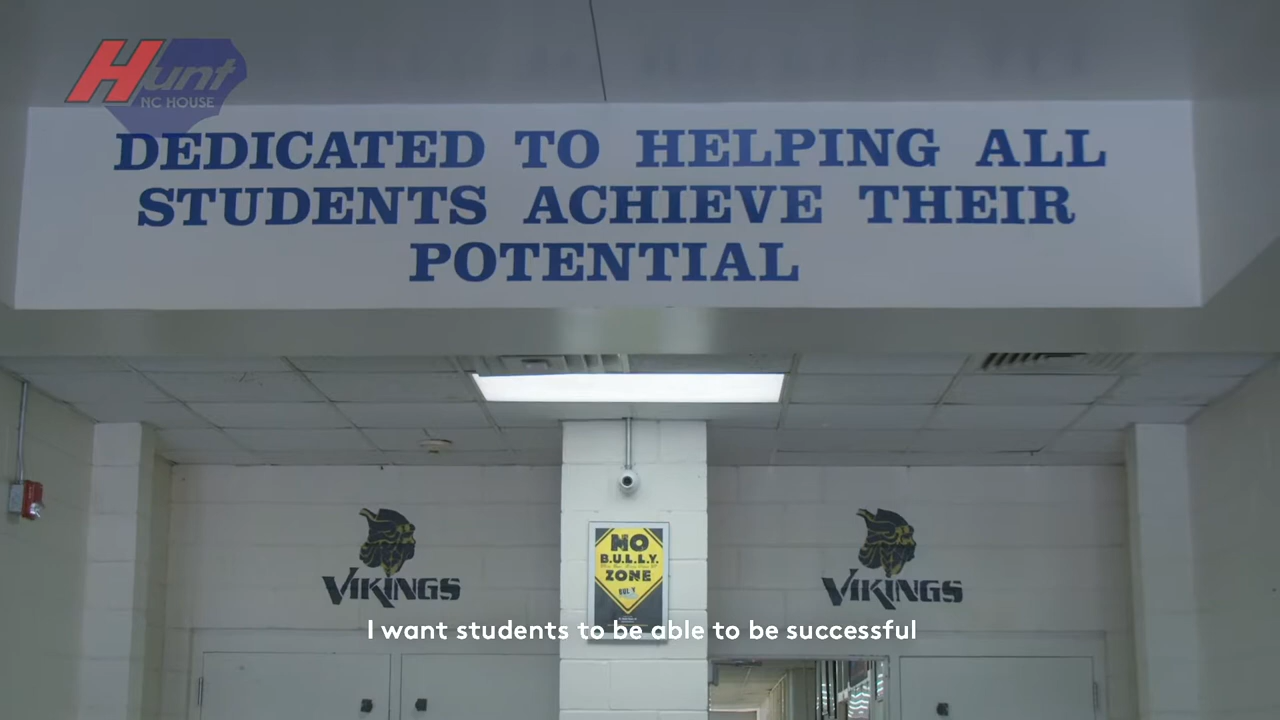 Hunt
NC HOUSE
DEDICATED TO HELPING ALL
STUDENTS ACHIEVE THEIR
POTENTIAL
NO
B.U.L.L.Y.
ZONE
VIKINGS
VIKINGS
I want students to be able to be successful